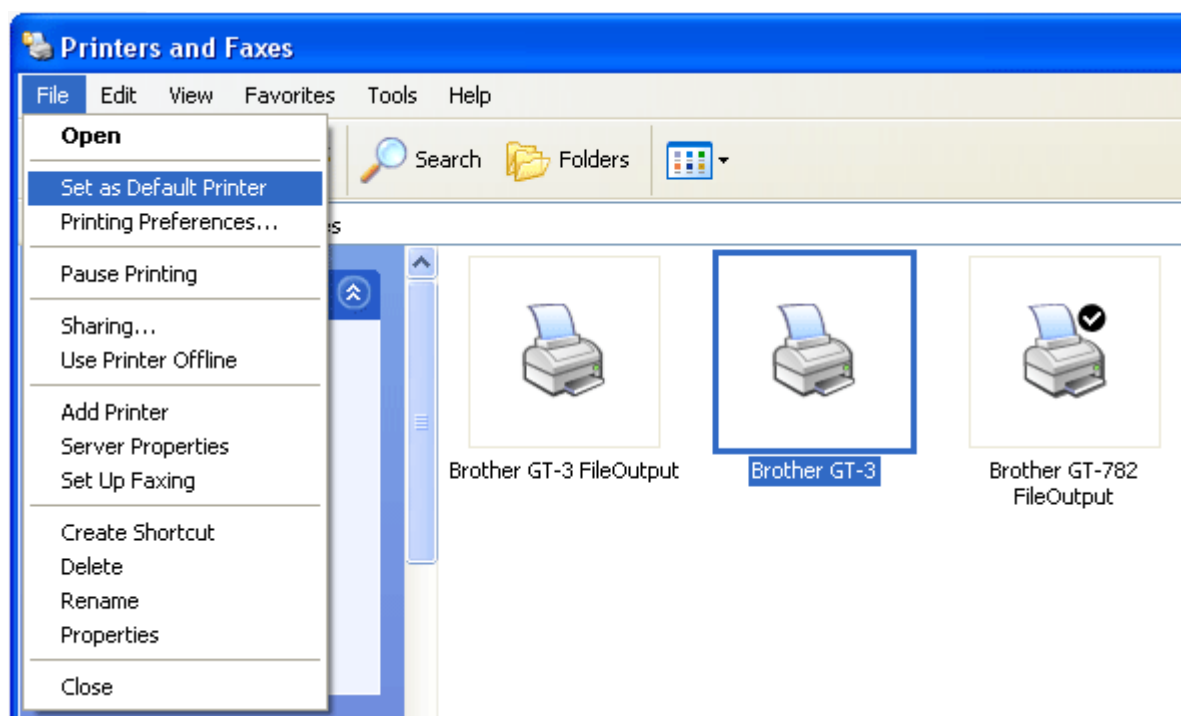 Printers and Faxes
File Edit View Favorites Tools Help
Open
Set as Default Printer
Printing Preferences...
Pause Printing
Sharing...
Use Printer Offline
Add Printer
Server Properties
Set Up Faxing
Create Shortcut
Delete
Rename
Properties
Close
Search Folders
Brother GT-3 FileOutput
Brother GT-3
Brother GT-782
FileOutput